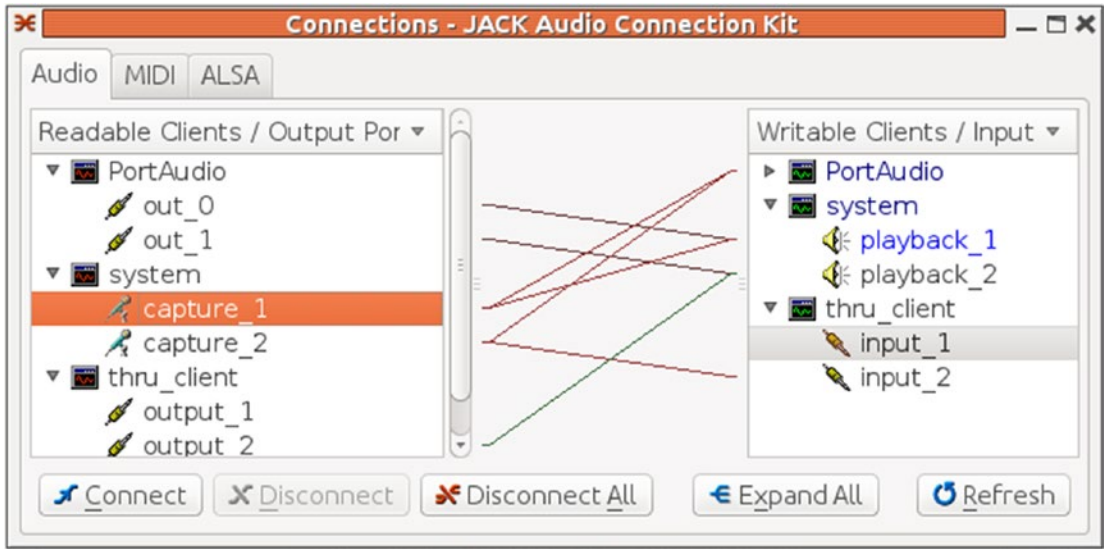 Connections - JACK Audio Connection Kit
Audio MIDI ALSA
Readable Clients / Output Por
PortAudio
out_0
out_1
system
capture_1
capture_2
thru_client
output_1
output_2
Writable Clients / Input
PortAudio
system
playback_1
playback_2
thru_client
input_1
input_2
Connect Disconnect Disconnect All Expand All Refresh